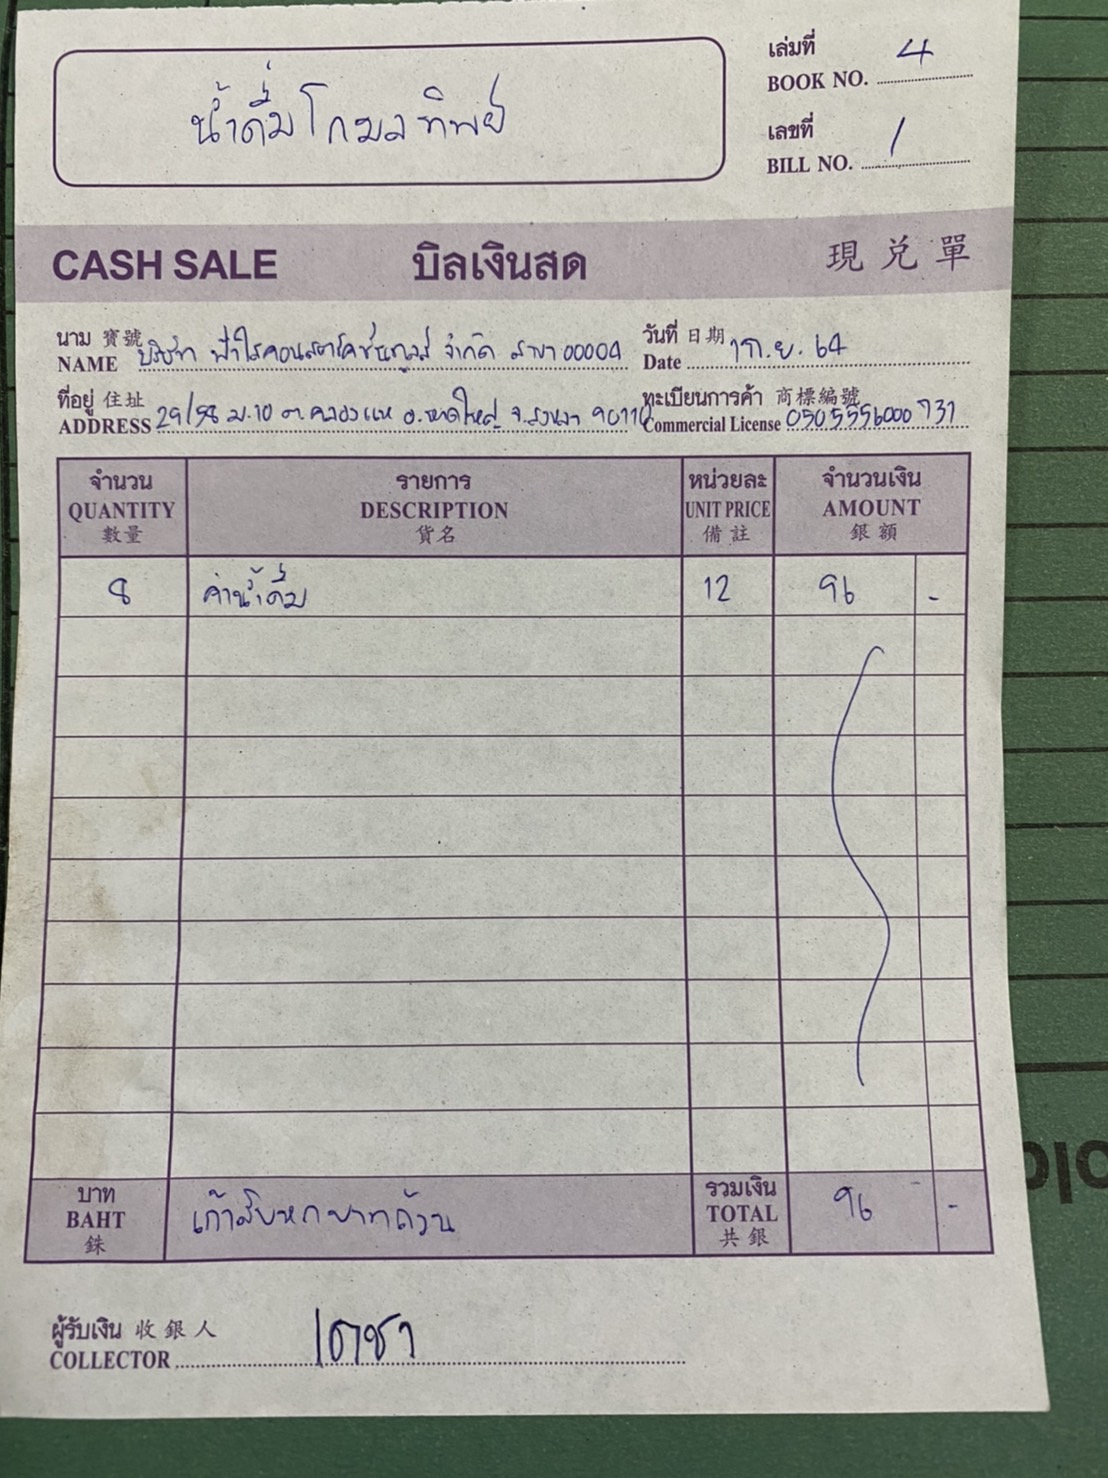 น้ำดื่มโกมลทิพย์
เล่มที่ 4
BOOK NO.
เลขที่ 1
BILL NO.
CASH SALE บิลเงินสด 現兑單
นาม 寶號 วันที่ 日期
NAME บริษัท ฟ้าใสคอนสตรัคชั่นทูลส์ จำกัด สาขา 00004 Date 1 ก.ย. 64
ที่อยู่ 住址 ทะเบียนการค้า 商標編號
ADDRESS 29/58 ม.10 ต.คลองแห อ.หาดใหญ่ จ.สงขลา 90110 Commercial License 0905556000731
จำนวน รายการ หน่วยละ จำนวนเงิน
QUANTITY DESCRIPTION UNIT PRICE AMOUNT
數量 貨名 備註 銀額
8 ค่าน้ำดื่ม 12 96 -
บาท รวมเงิน
BAHT เก้าสิบหกบาทถ้วน TOTAL 96 -
銖 共銀
ผู้รับเงิน 收銀人
COLLECTOR เดชา